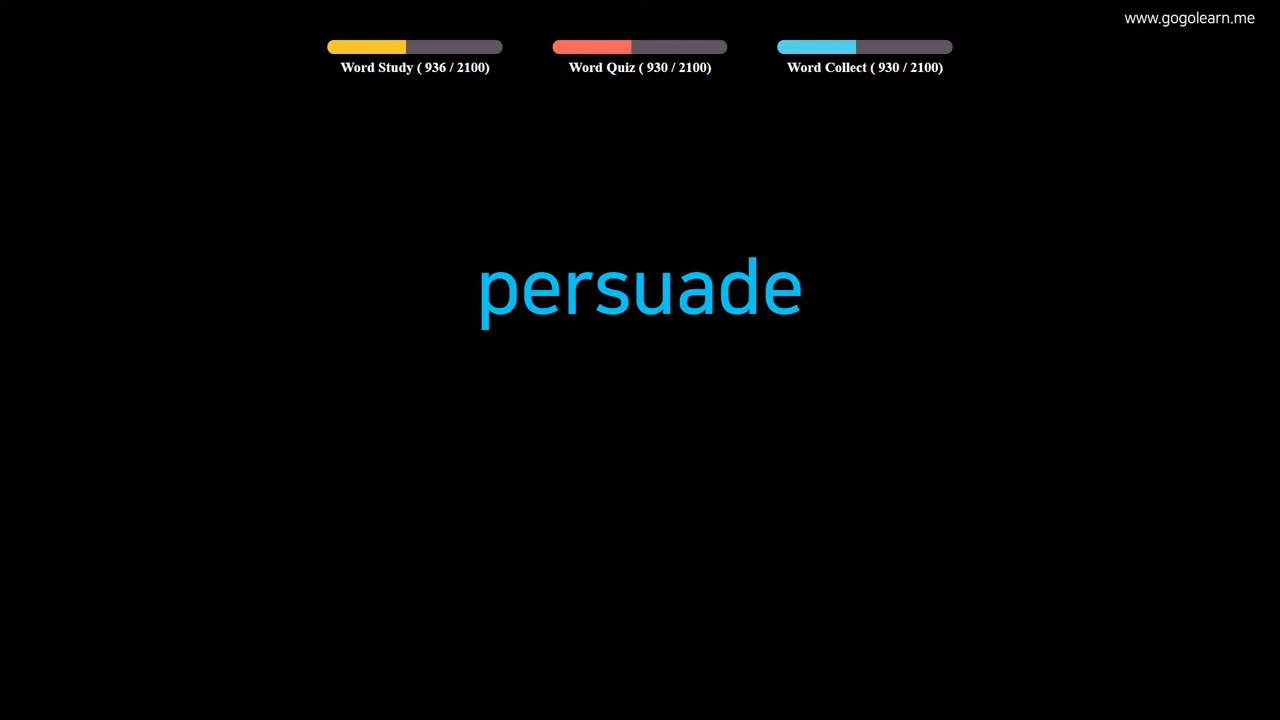 www.gogolearn.me
Word Study ( 936 / 2100)
Word Quiz ( 930 / 2100)
Word Collect ( 930 / 2100)
persuade